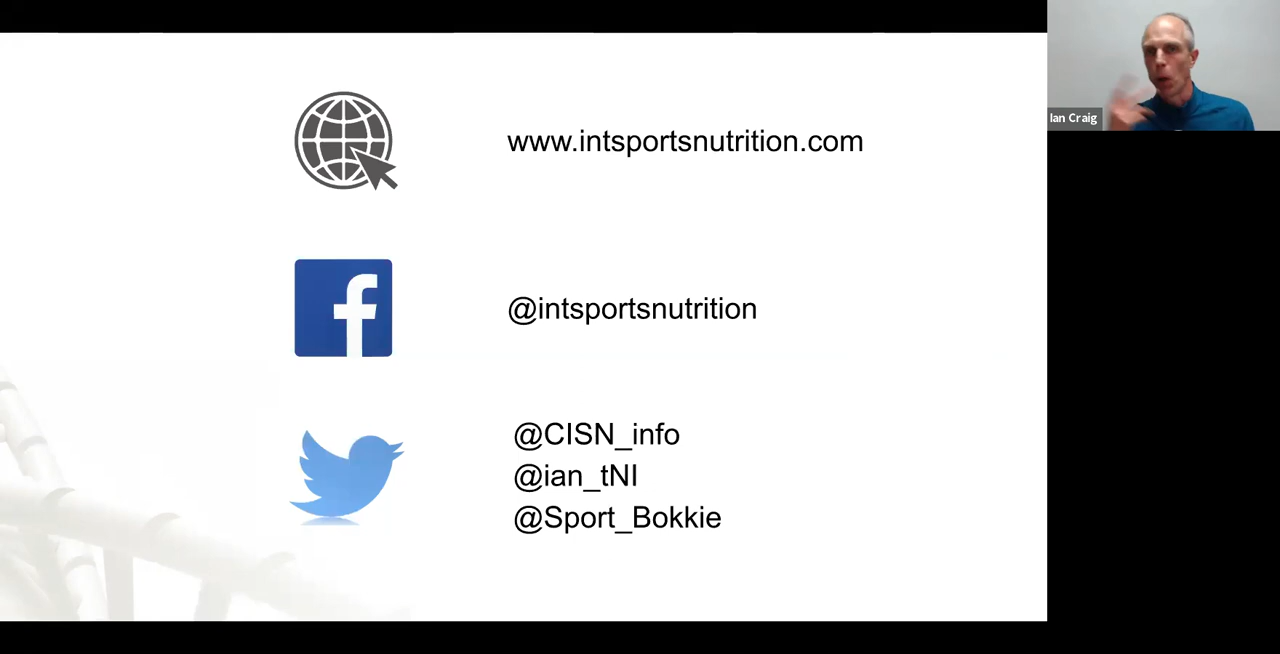 www.intsportsnutrition.com
Ian Craig
@intsportsnutrition
@CISN_info
@ian_tNI
@Sport_Bokkie